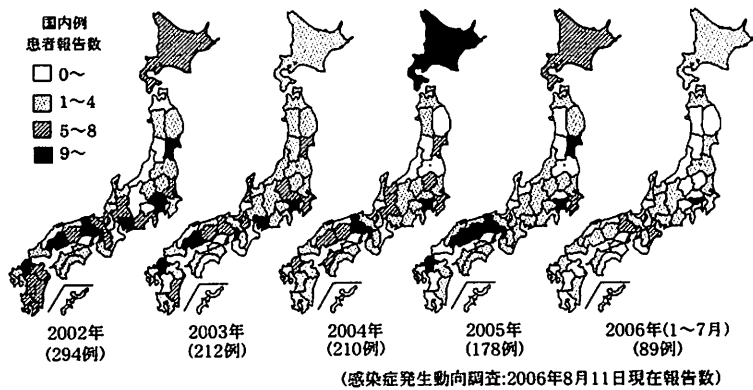 国内例
患者報告数
0～
1～4
5～8
9～
2002年
(294例)
2003年
(212例)
2004年
(210例)
2005年
(178例)
2006年(1～7月)
(89例)
(感染症発生動向調査:2006年8月11日現在報告数)